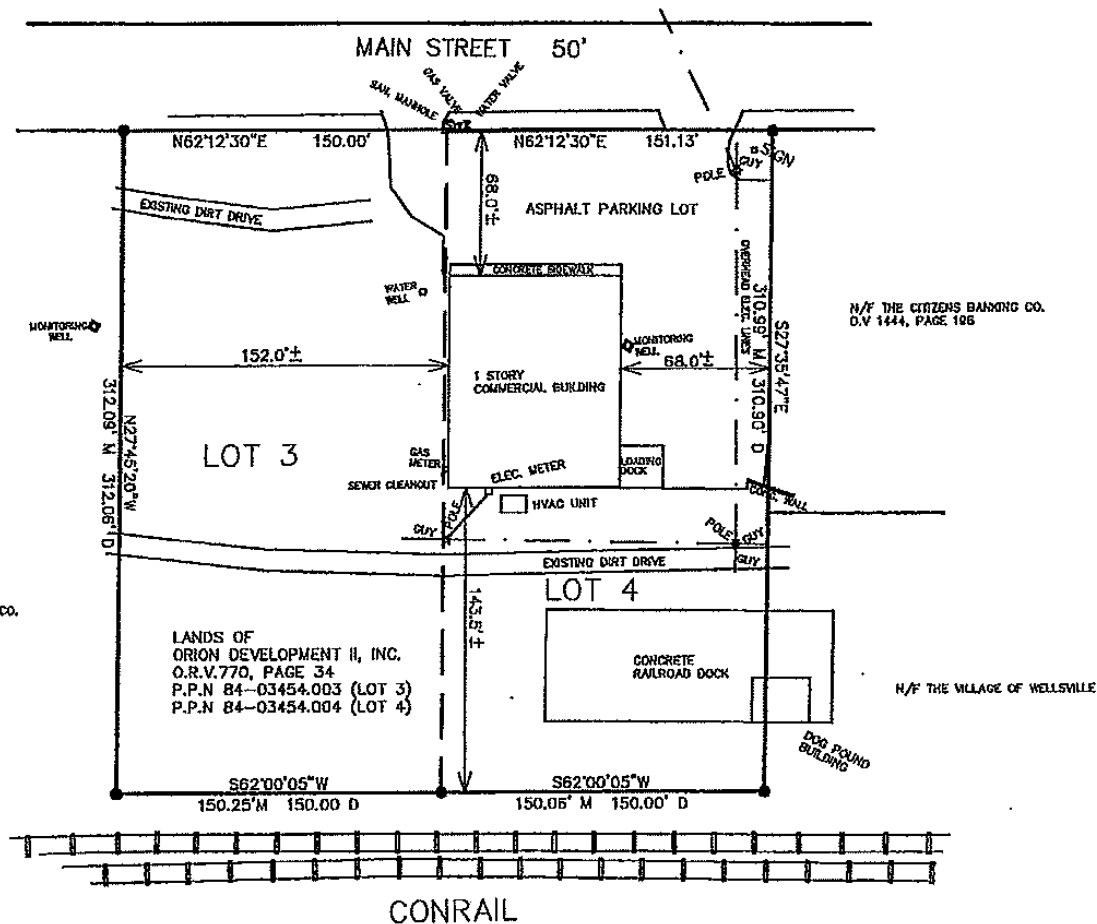 MAIN STREET 50'
GAS VALVE
WATER VALVE
SAN. MANHOLE
N62°12'30"E 150.00'
N62°12'30"E 151.13'
SIGN
GUY
POLE
68.0'±
ASPHALT PARKING LOT
EXISTING DIRT DRIVE
OVERHEAD ELEC. LINES
CONCRETE SIDEWALK
WATER
WELL
N/F THE CITIZENS BANKING CO.
O.V 1444, PAGE 196
MONITORING
WELL
MONITORING
WELL
152.0'±
68.0'±
310.99' M/ 310.90' D
S27°35'47"E
1 STORY
COMMERCIAL BUILDING
N27°45'20"W
312.09' M 312.06' D
LOT 3
GAS
METER
ELEC. METER
LOADING
DOCK
SEWER CLEANOUT
HVAC UNIT
CONC. WALL
POLE
GUY
POLE
GUY
GUY
EXISTING DIRT DRIVE
LOT 4
143.5'±
CO.
LANDS OF
ORION DEVELOPMENT II, INC.
O.R.V.770, PAGE 34
P.P.N 84-03454.003 (LOT 3)
P.P.N 84-03454.004 (LOT 4)
CONCRETE
RAILROAD DOCK
N/F THE VILLAGE OF WELLSVILLE
DOG POUND
BUILDING
S62°00'05"W
150.25'M 150.00 D
S62°00'05"W
150.06' M 150.00' D
CONRAIL